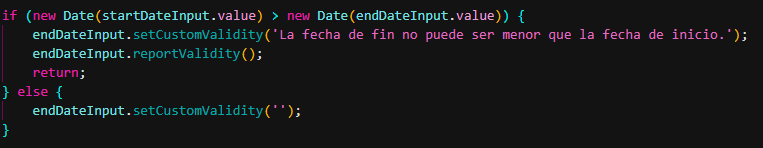 if (new Date(startDateInput.value) > new Date(endDateInput.value)) {
    endDateInput.setCustomValidity('La fecha de fin no puede ser menor que la fecha de inicio.');
    endDateInput.reportValidity();
    return;
} else {
    endDateInput.setCustomValidity('');
}